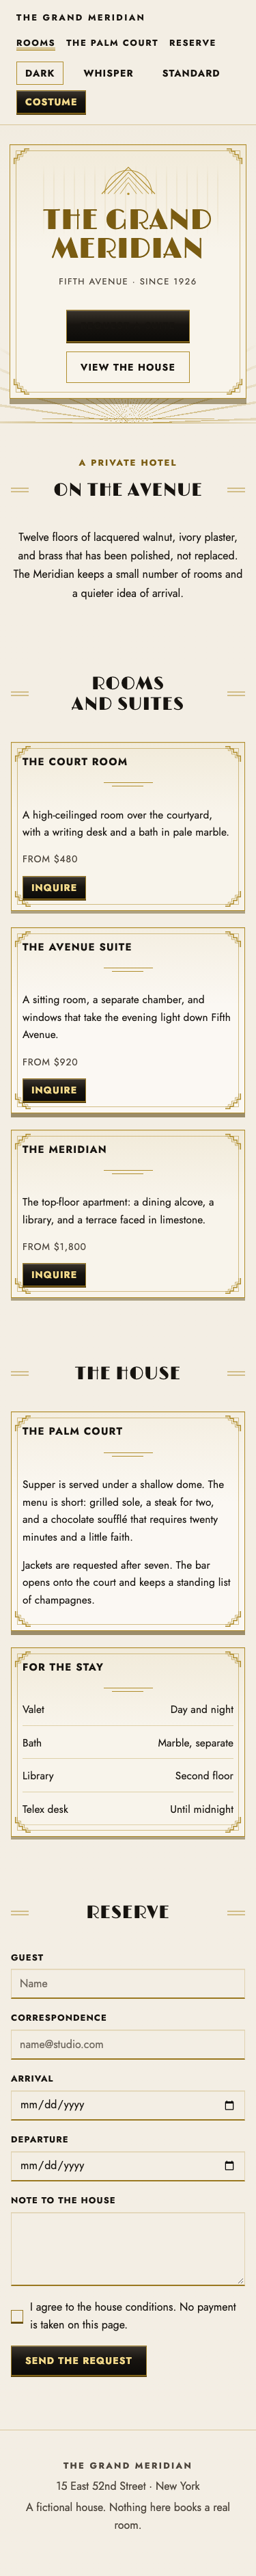 THE GRAND MERIDIAN
ROOMS THE PALM COURT RESERVE
DARK WHISPER STANDARD
COSTUME
THE GRAND
MERIDIAN
FIFTH AVENUE · SINCE 1926
VIEW THE HOUSE
A PRIVATE HOTEL
ON THE AVENUE
Twelve floors of lacquered walnut, ivory plaster,
and brass that has been polished, not replaced.
The Meridian keeps a small number of rooms and
a quieter idea of arrival.
ROOMS
AND SUITES
THE COURT ROOM
A high-ceilinged room over the courtyard,
with a writing desk and a bath in pale marble.
FROM $480
INQUIRE
THE AVENUE SUITE
A sitting room, a separate chamber, and
windows that take the evening light down Fifth
Avenue.
FROM $920
INQUIRE
THE MERIDIAN
The top-floor apartment: a dining alcove, a
library, and a terrace faced in limestone.
FROM $1,800
INQUIRE
THE HOUSE
THE PALM COURT
Supper is served under a shallow dome. The
menu is short: grilled sole, a steak for two,
and a chocolate soufflé that requires twenty
minutes and a little faith.
Jackets are requested after seven. The bar
opens onto the court and keeps a standing list
of champagnes.
FOR THE STAY
Valet Day and night
Bath Marble, separate
Library Second floor
Telex desk Until midnight
RESERVE
GUEST
Name
CORRESPONDENCE
name@studio.com
ARRIVAL
mm/dd/yyyy
DEPARTURE
mm/dd/yyyy
NOTE TO THE HOUSE
I agree to the house conditions. No payment
is taken on this page.
SEND THE REQUEST
THE GRAND MERIDIAN
15 East 52nd Street · New York
A fictional house. Nothing here books a real
room.